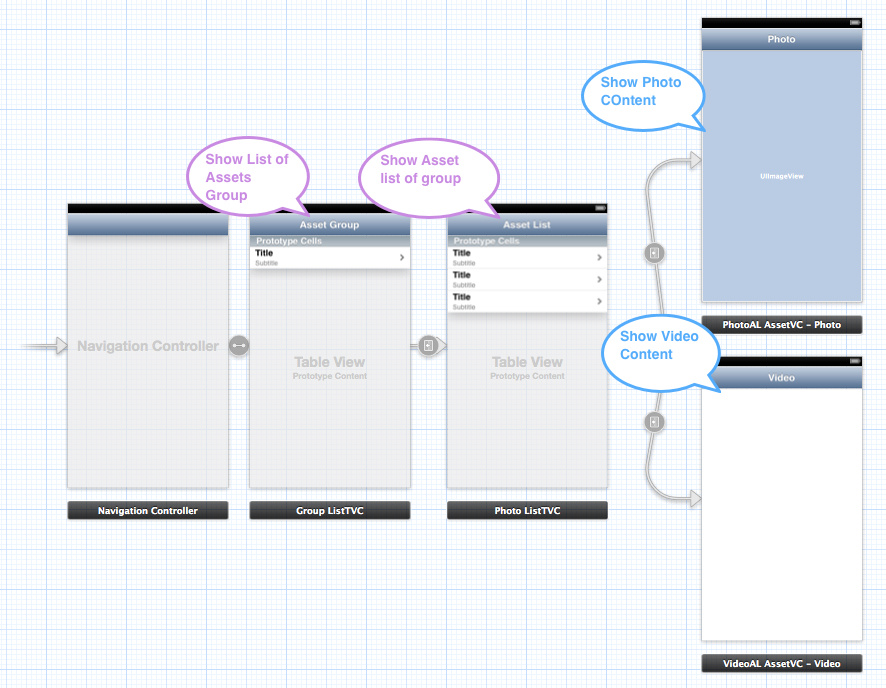 Show List of
Assets
Group
Show Asset
list of group
Show Photo
COntent
Show Video
Content
Navigation Controller
Navigation Controller
Asset Group
Prototype Cells
Title
Subtitle
Table View
Prototype Content
Group ListTVC
Asset List
Prototype Cells
Title
Subtitle
Title
Subtitle
Title
Subtitle
Table View
Prototype Content
Photo ListTVC
Photo
UIImageView
PhotoAL AssetVC - Photo
Video
VideoAL AssetVC - Video